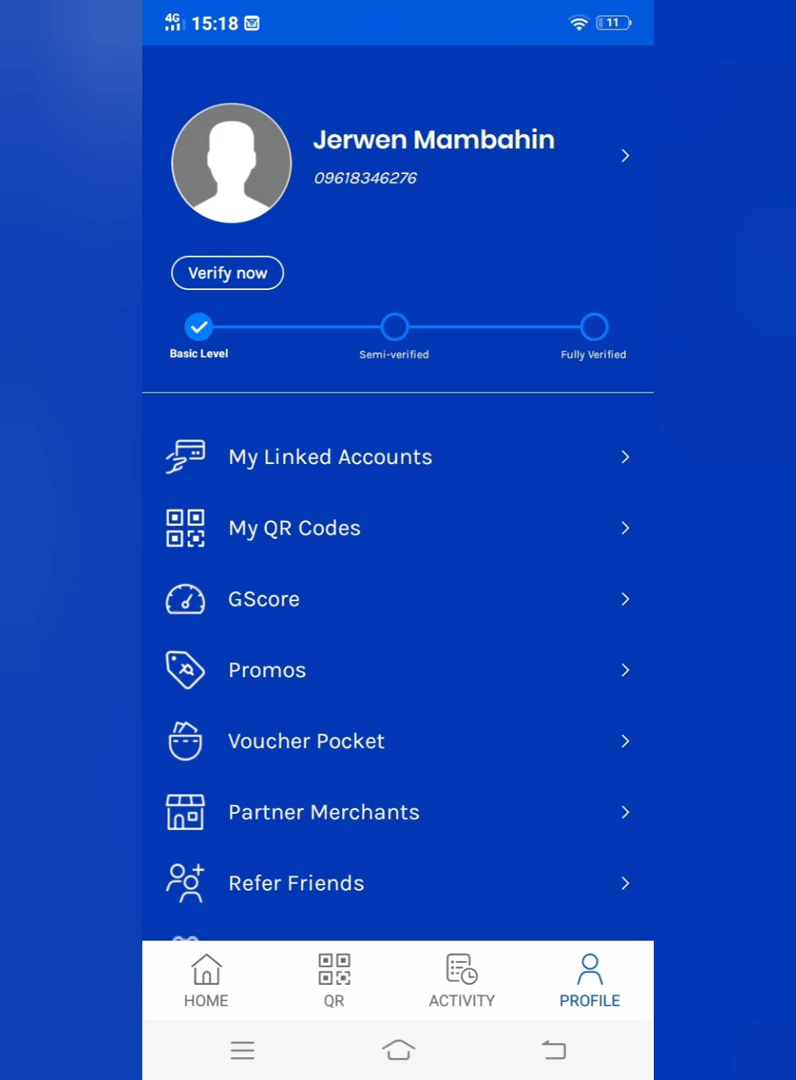 4G 15:18 11
Jerwen Mambahin
09618346276
Verify now
Basic Level Semi-verified Fully Verified
My Linked Accounts
My QR Codes
GScore
Promos
Voucher Pocket
Partner Merchants
Refer Friends
HOME QR ACTIVITY PROFILE